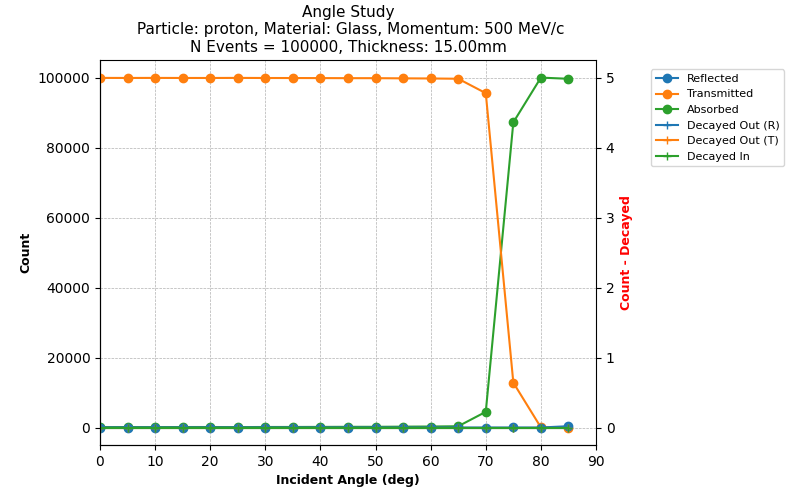 Angle Study
Particle: proton, Material: Glass, Momentum: 500 MeV/c
N Events = 100000, Thickness: 15.00mm
100000
80000
60000
40000
20000
0
Count
0 10 20 30 40 50 60 70 80 90
Incident Angle (deg)
5
4
3
2
1
0
Count - Decayed
Reflected
Transmitted
Absorbed
Decayed Out (R)
Decayed Out (T)
Decayed In